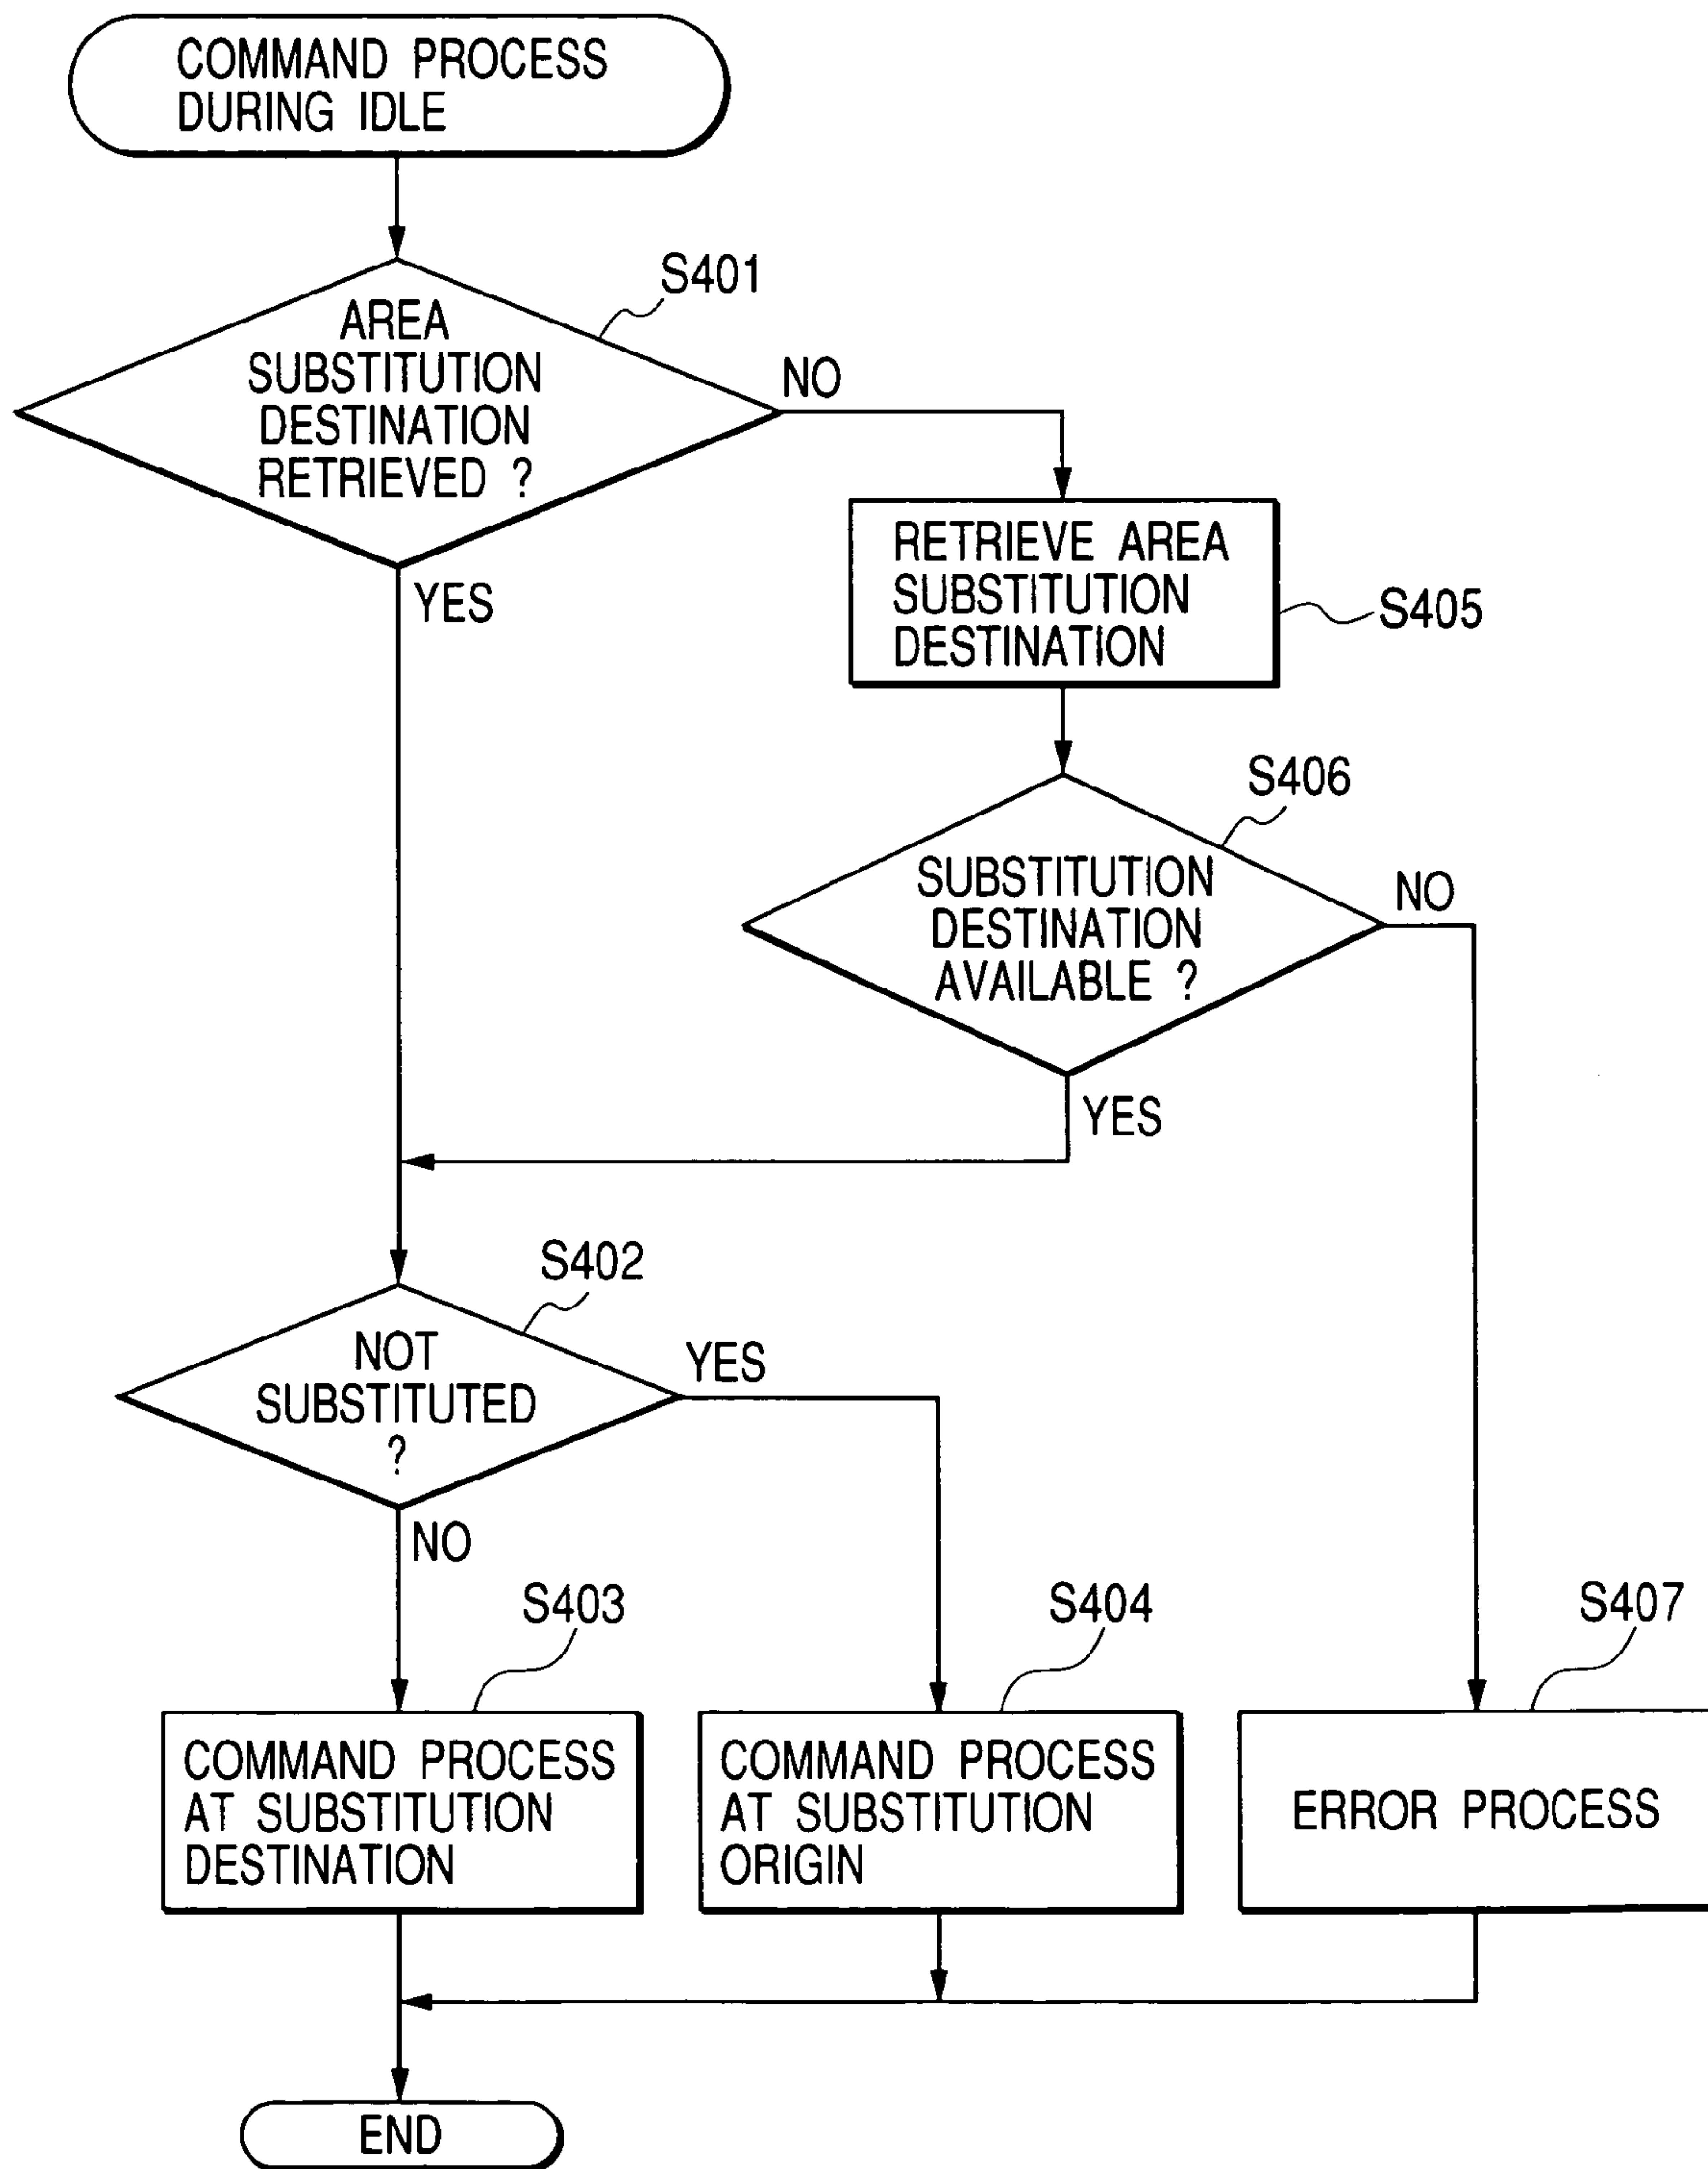 COMMAND PROCESS
DURING IDLE
S401
AREA
SUBSTITUTION
DESTINATION
RETRIEVED ?
NO
YES
RETRIEVE AREA
SUBSTITUTION
DESTINATION
S405
S406
SUBSTITUTION
DESTINATION
AVAILABLE ?
NO
YES
S402
NOT
SUBSTITUTED
?
YES
NO
S403
COMMAND PROCESS
AT SUBSTITUTION
DESTINATION
S404
COMMAND PROCESS
AT SUBSTITUTION
ORIGIN
S407
ERROR PROCESS
END